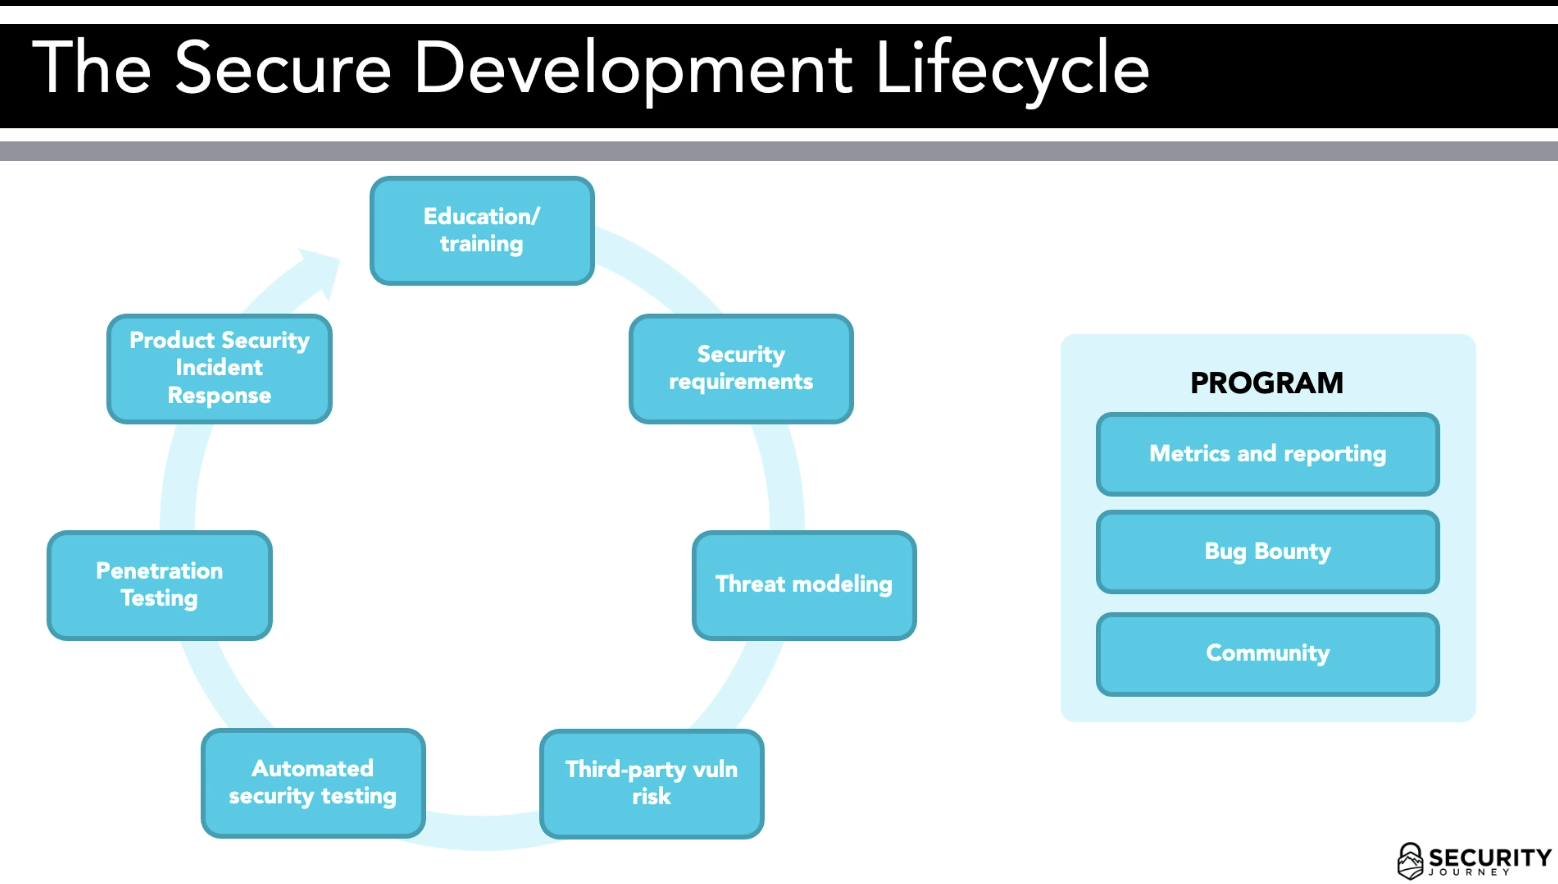 The Secure Development Lifecycle
Education/
training
Security
requirements
Threat modeling
Third-party vuln
risk
Automated
security testing
Penetration
Testing
Product Security
Incident
Response
PROGRAM
Metrics and reporting
Bug Bounty
Community
SECURITY
JOURNEY